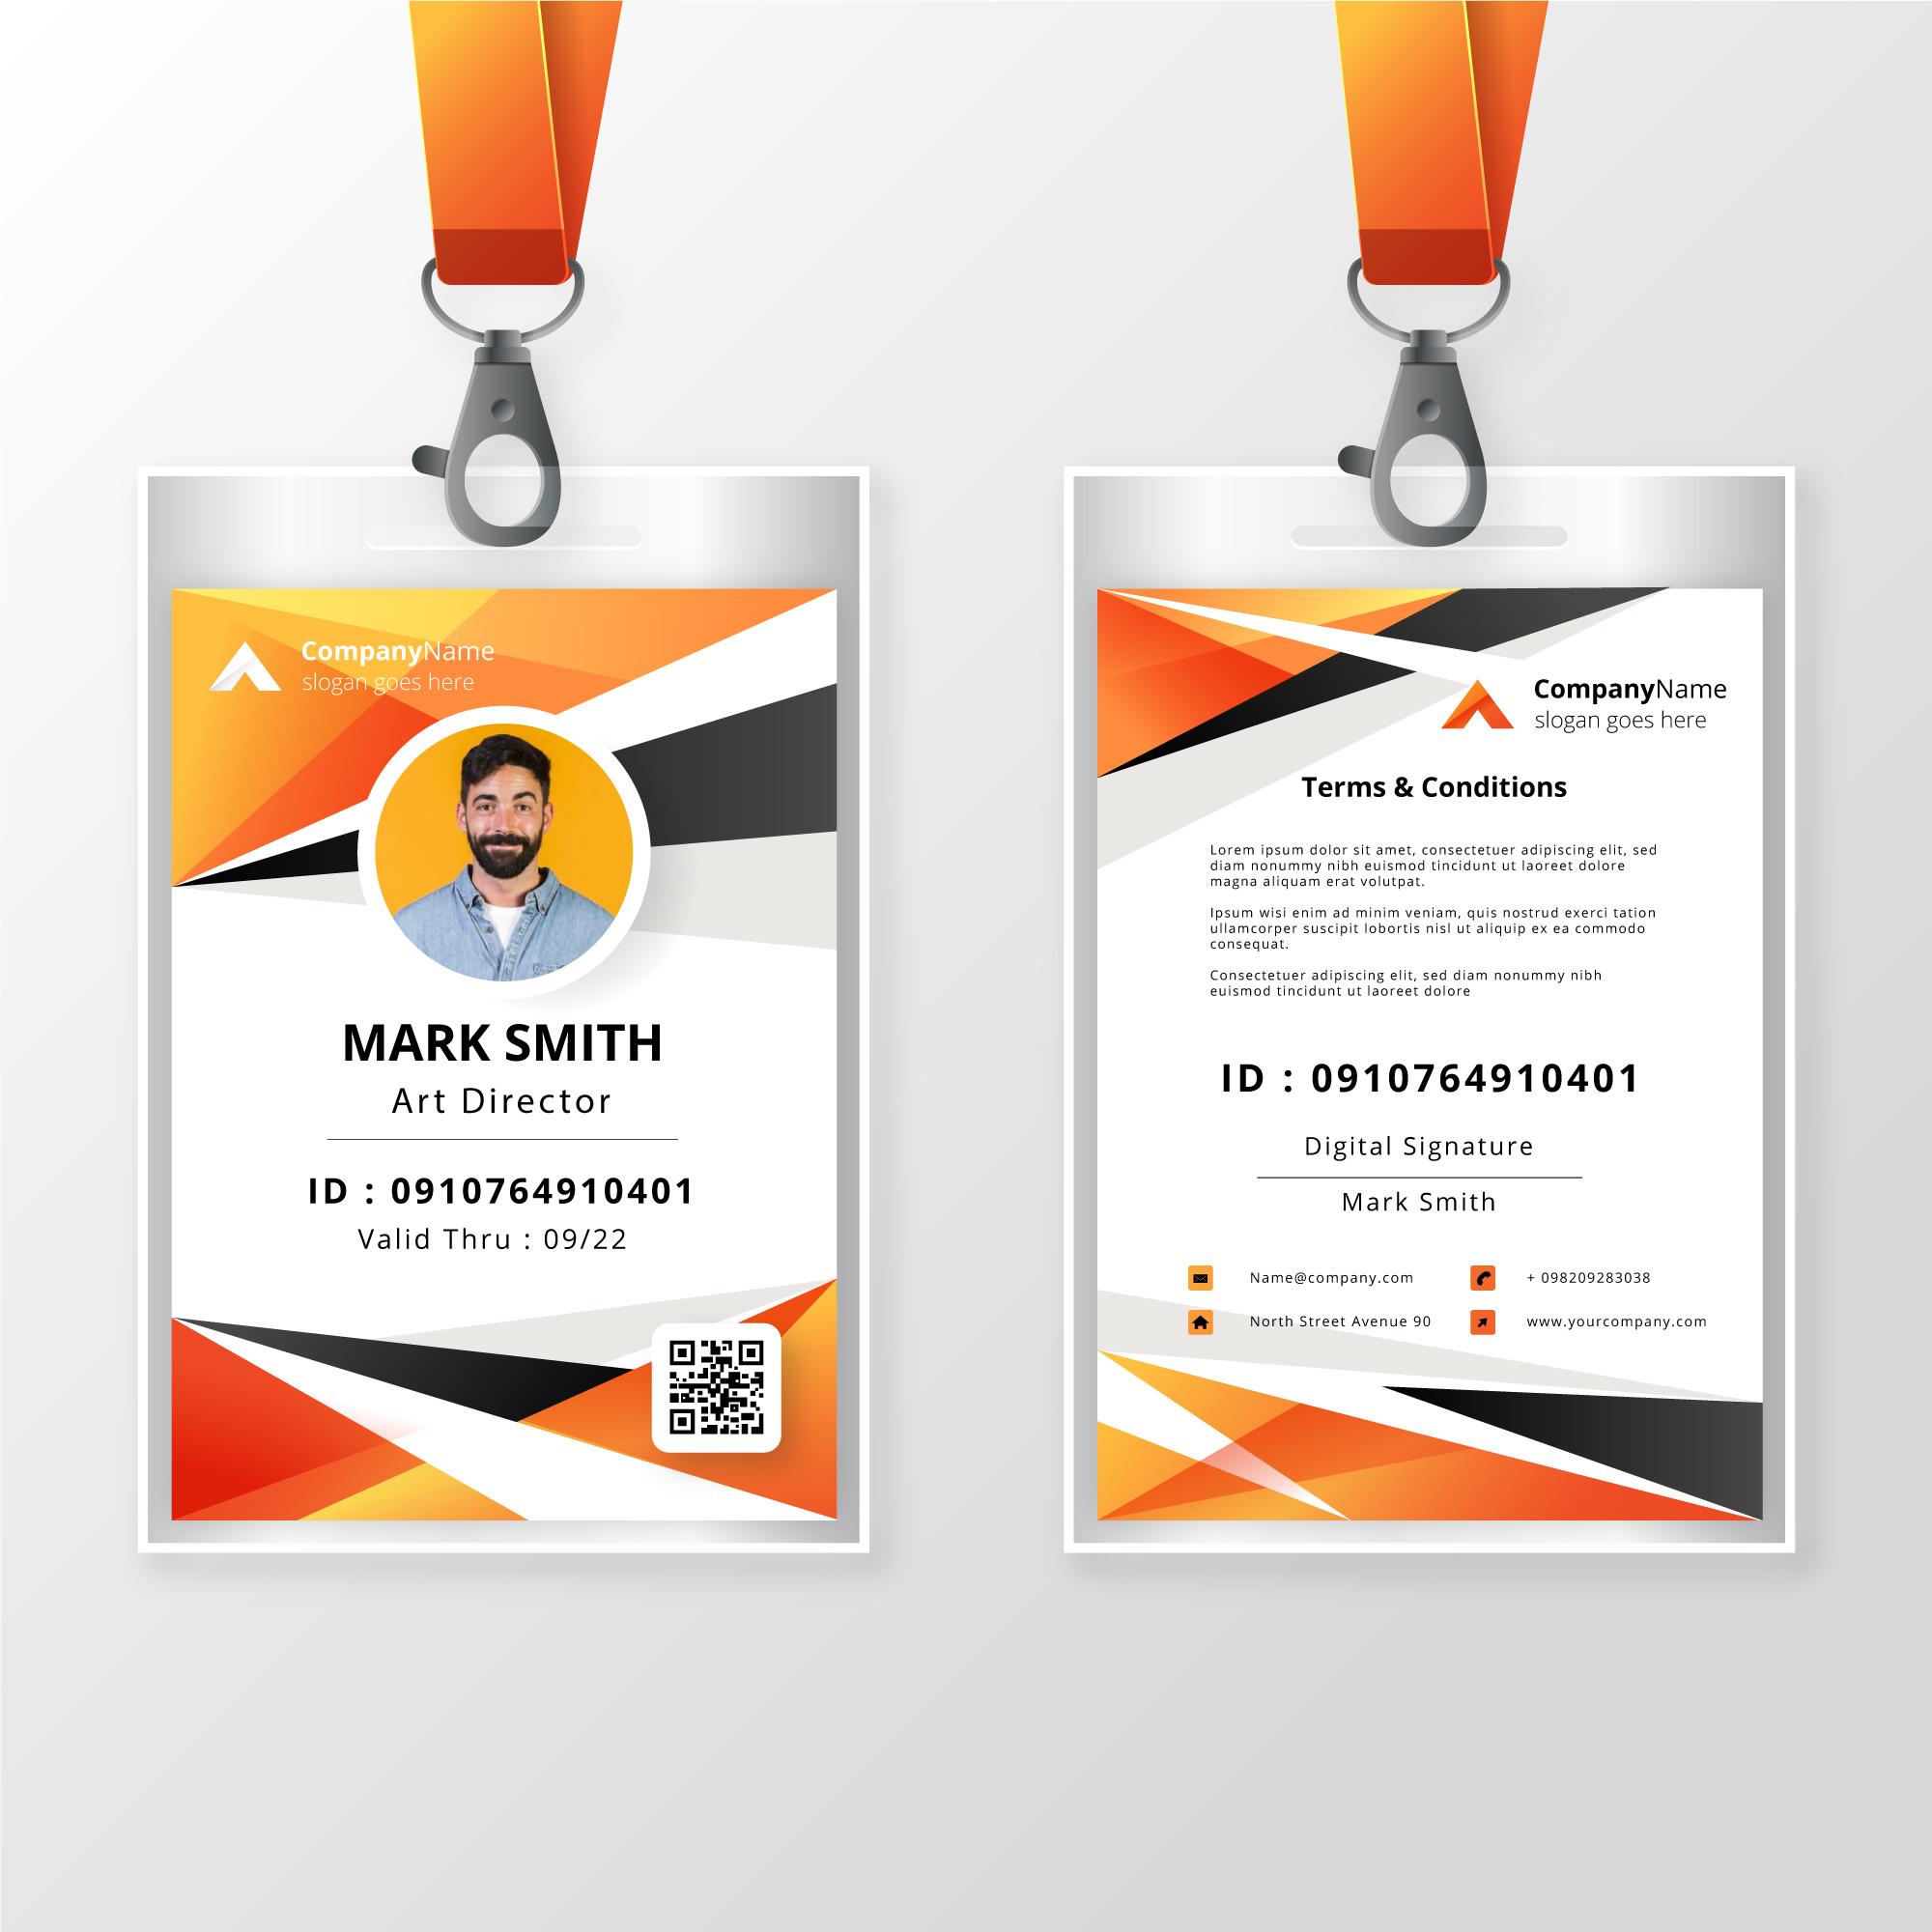 CompanyName
slogan goes here
MARK SMITH
Art Director
ID : 0910764910401
Valid Thru : 09/22
CompanyName
slogan goes here
Terms & Conditions
Lorem ipsum dolor sit amet, consectetuer adipiscing elit, sed
diam nonummy nibh euismod tincidunt ut laoreet dolore
magna aliquam erat volutpat.
Ipsum wisi enim ad minim veniam, quis nostrud exerci tation
ullamcorper suscipit lobortis nisl ut aliquip ex ea commodo
consequat.
Consectetuer adipiscing elit, sed diam nonummy nibh
euismod tincidunt ut laoreet dolore
ID : 0910764910401
Digital Signature
Mark Smith
Name@company.com
+ 098209283038
North Street Avenue 90
www.yourcompany.com